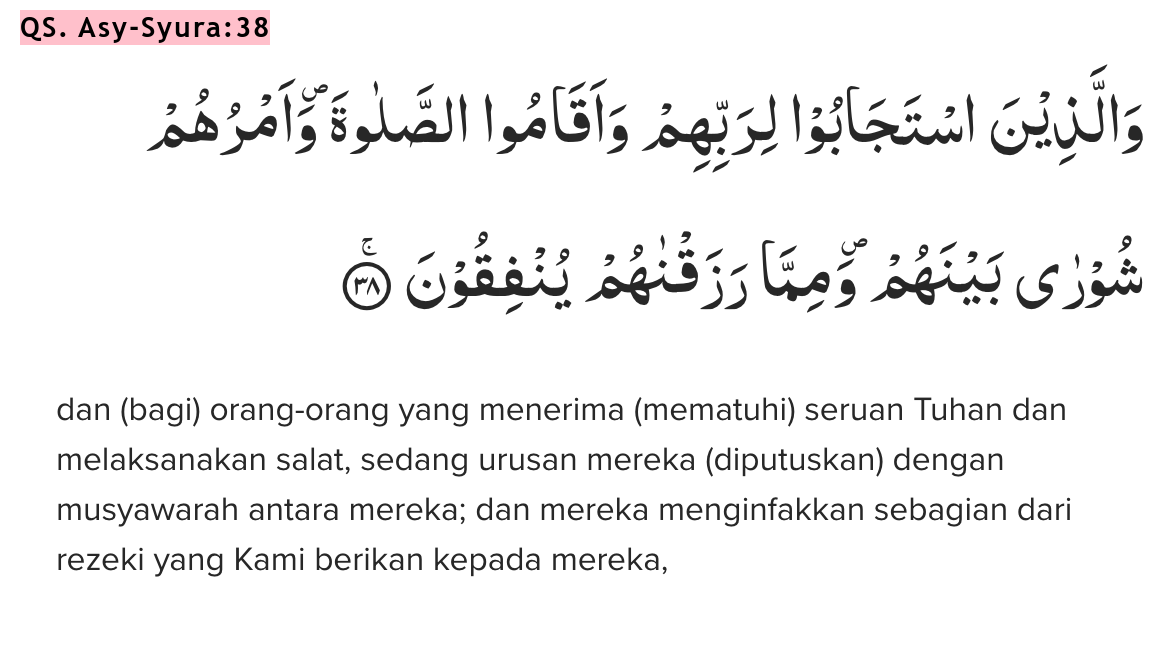 QS. Asy-Syura:38
وَالَّذِيْنَ اسْتَجَابُوْا لِرَبِّهِمْ وَاَقَامُوا الصَّلٰوةَۖ وَاَمْرُهُمْ
شُوْرٰى بَيْنَهُمْۖ وَمِمَّا رَزَقْنٰهُمْ يُنْفِقُوْنَ ۚ ٣٨
dan (bagi) orang-orang yang menerima (mematuhi) seruan Tuhan dan
melaksanakan salat, sedang urusan mereka (diputuskan) dengan
musyawarah antara mereka; dan mereka menginfakkan sebagian dari
rezeki yang Kami berikan kepada mereka,